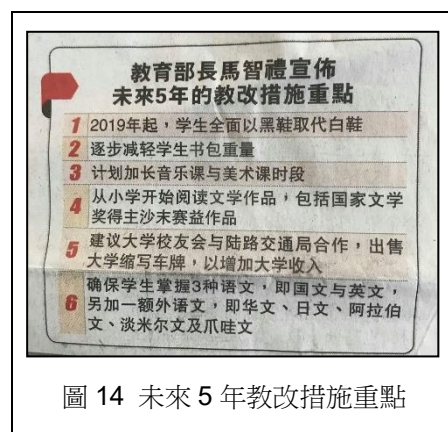 教育部長馬智禮宣佈
未來5年的教改措施重點
1 2019年起，学生全面以黑鞋取代白鞋
2 逐步减轻学生书包重量
3 计划加长音乐课与美术课时段
4 从小学开始阅读文学作品，包括国家文学
奖得主沙末赛益作品
5 建议大学校友会与陆路交通局合作，出售
大学缩写车牌，以增加大学收入
6 确保学生掌握3种语文，即国文与英文，
另加一额外语文，即华文、日文、阿拉伯
文、淡米尔文及爪哇文
圖 14 未來 5 年教改措施重點